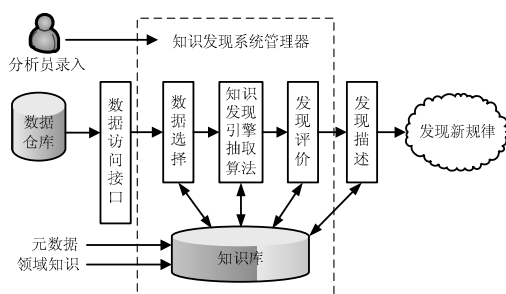 分析员录入
知识发现系统管理器
数据
仓库
数据访问接口
数据选择
知识
发现
引擎
抽取
算法
发现评价
发现描述
发现新规律
元数据
领域知识
知识库